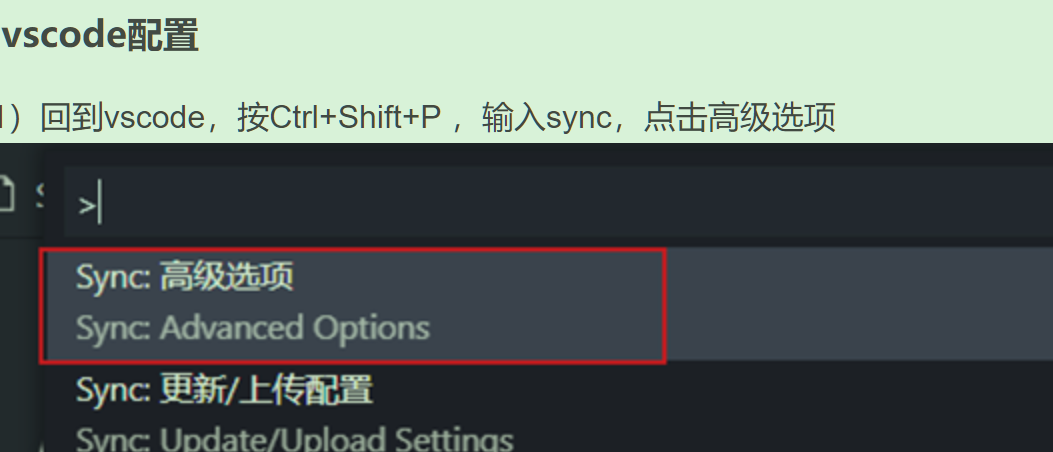 vscode配置
）回到vscode，按Ctrl+Shift+P ，输入sync，点击高级选项
>
Sync: 高级选项
Sync: Advanced Options
Sync: 更新/上传配置
Sync: Update/Upload Settings